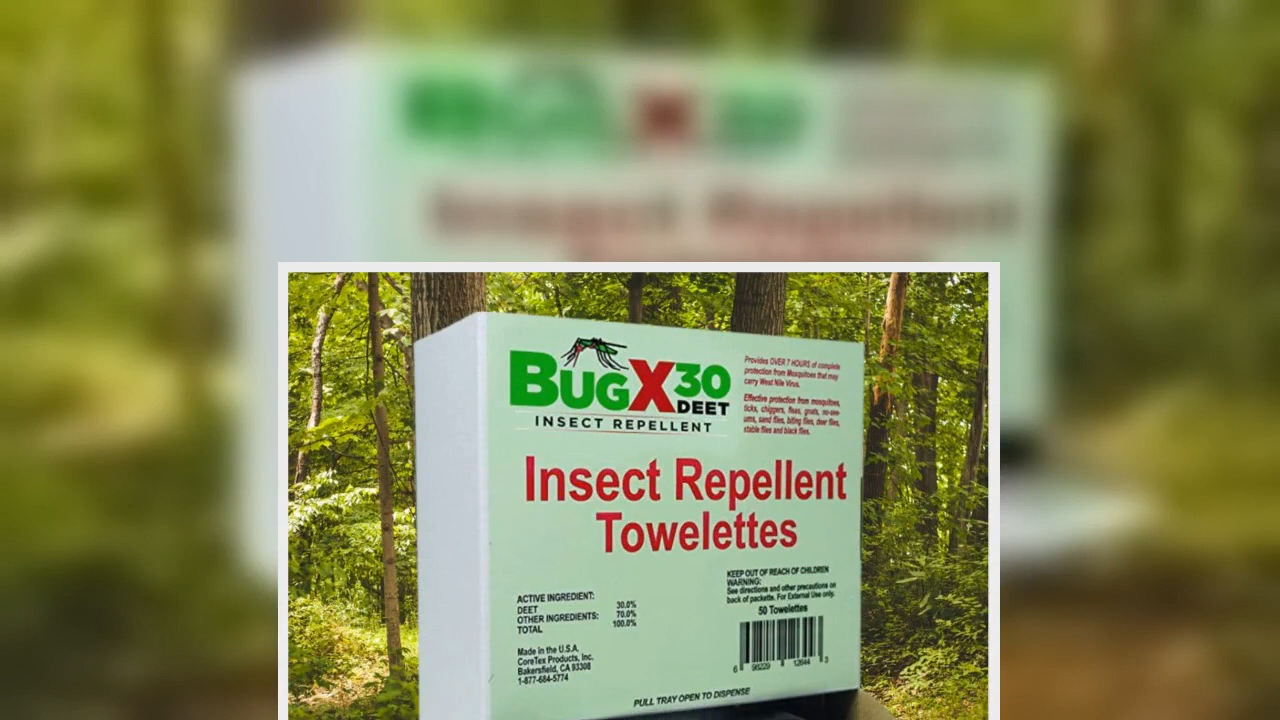 BUGX30
DEET
INSECT REPELLENT
Provides OVER 7 HOURS of complete
protection from Mosquitoes that may
carry West Nile Virus.
Effective protection from mosquitoes,
ticks, chiggers, fleas, gnats, no-see-
ums, sand flies, biting flies, deer flies,
stable flies and black flies.
Insect Repellent
Towelettes
ACTIVE INGREDIENT:
DEET 30.0%
OTHER INGREDIENTS: 70.0%
TOTAL 100.0%
Made in the U.S.A.
CoreTex Products, Inc.
Bakersfield, CA 93308
1-877-684-5774
KEEP OUT OF REACH OF CHILDREN
WARNING:
See directions and other precautions on
back of packette. For External Use only.
50 Towelettes
6 98229 12644 3
PULL TRAY OPEN TO DISPENSE